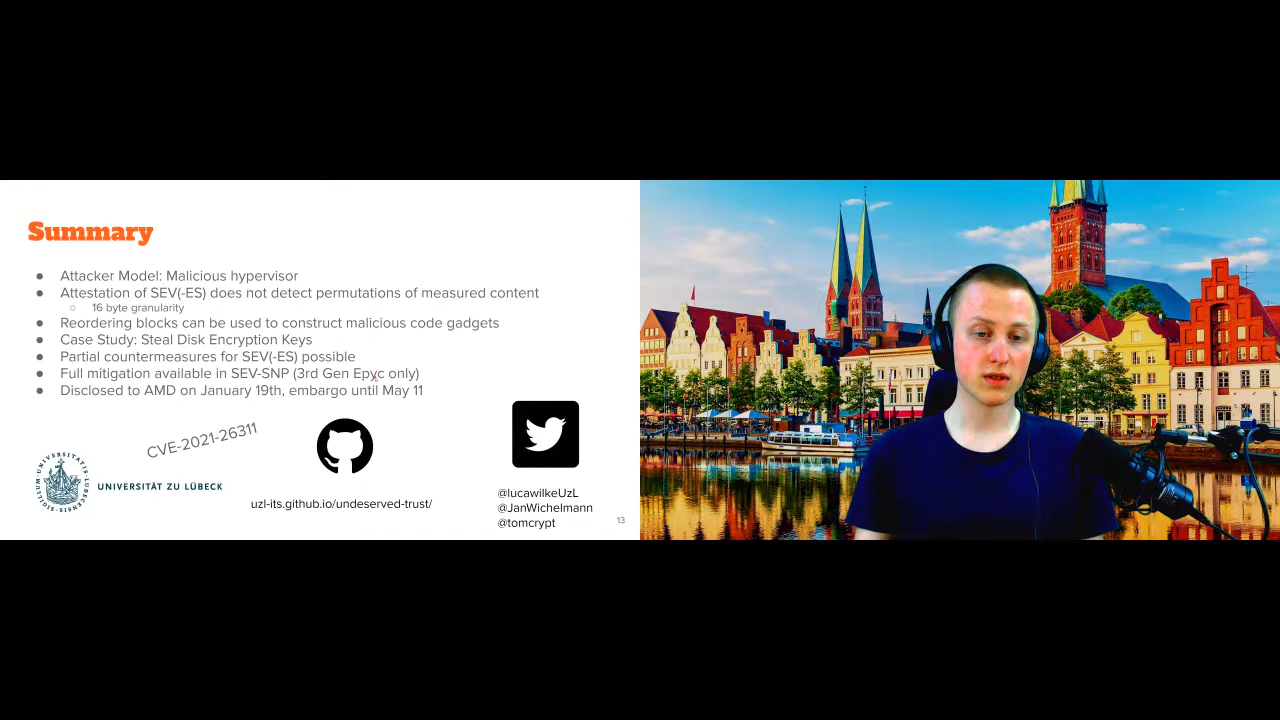 Summary
● Attacker Model: Malicious hypervisor
● Attestation of SEV(-ES) does not detect permutations of measured content
○ 16 byte granularity
● Reordering blocks can be used to construct malicious code gadgets
● Case Study: Steal Disk Encryption Keys
● Partial countermeasures for SEV(-ES) possible
● Full mitigation available in SEV-SNP (3rd Gen Epyc only)
● Disclosed to AMD on January 19th, embargo until May 11
CVE-2021-26311
UNIVERSITÄT ZU LÜBECK
uzl-its.github.io/undeserved-trust/
@lucawilkeUzL
@JanWichelmann
@tomcrypt
13